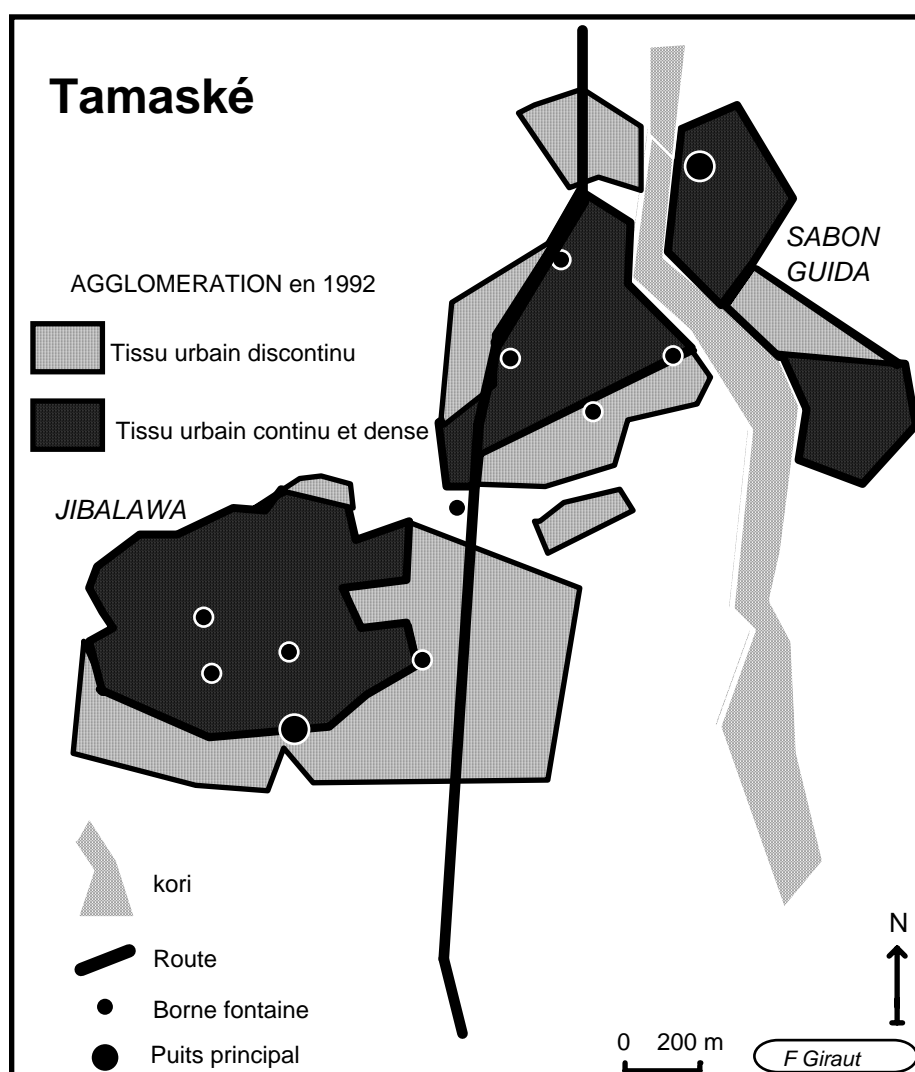 Tamaské
SABON
GUIDA
AGGLOMERATION en 1992
Tissu urbain discontinu
Tissu urbain continu et dense
JIBALAWA
kori
Route
Borne fontaine
Puits principal
N
0 200 m
F Giraut